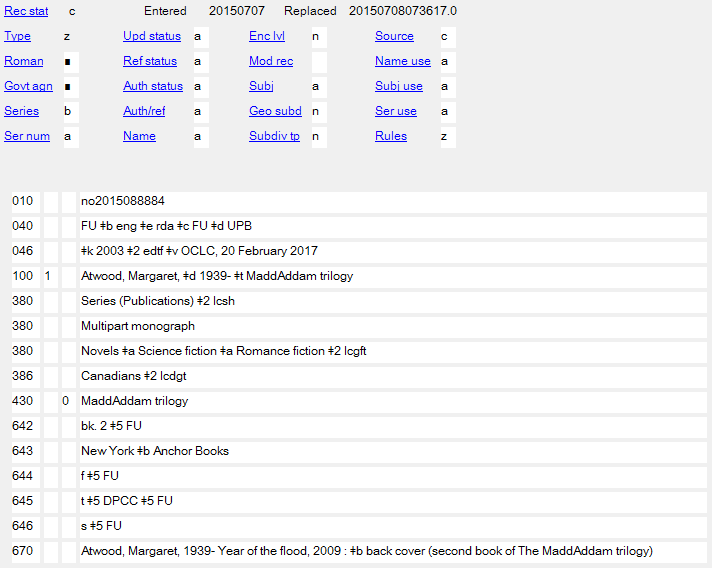 Rec stat c Entered 20150707 Replaced 20150708073617.0
Type z Upd status a Enc lvl n Source c
Roman ∎ Ref status a Mod rec Name use a
Govt agn ∎ Auth status a Subj a Subj use a
Series b Auth/ref a Geo subd n Ser use a
Ser num a Name a Subdiv tp n Rules z
010 no2015088884
040 FU ǂb eng ǂe rda ǂc FU ǂd UPB
046 ǂk 2003 ǂ2 edtf ǂv OCLC, 20 February 2017
100 1 Atwood, Margaret, ǂd 1939- ǂt MaddAddam trilogy
380 Series (Publications) ǂ2 lcsh
380 Multipart monograph
380 Novels ǂa Science fiction ǂa Romance fiction ǂ2 lcgft
386 Canadians ǂ2 lcdgt
430 0 MaddAddam trilogy
642 bk. 2 ǂ5 FU
643 New York ǂb Anchor Books
644 f ǂ5 FU
645 t ǂ5 DPCC ǂ5 FU
646 s ǂ5 FU
670 Atwood, Margaret, 1939- Year of the flood, 2009 : ǂb back cover (second book of The MaddAddam trilogy)